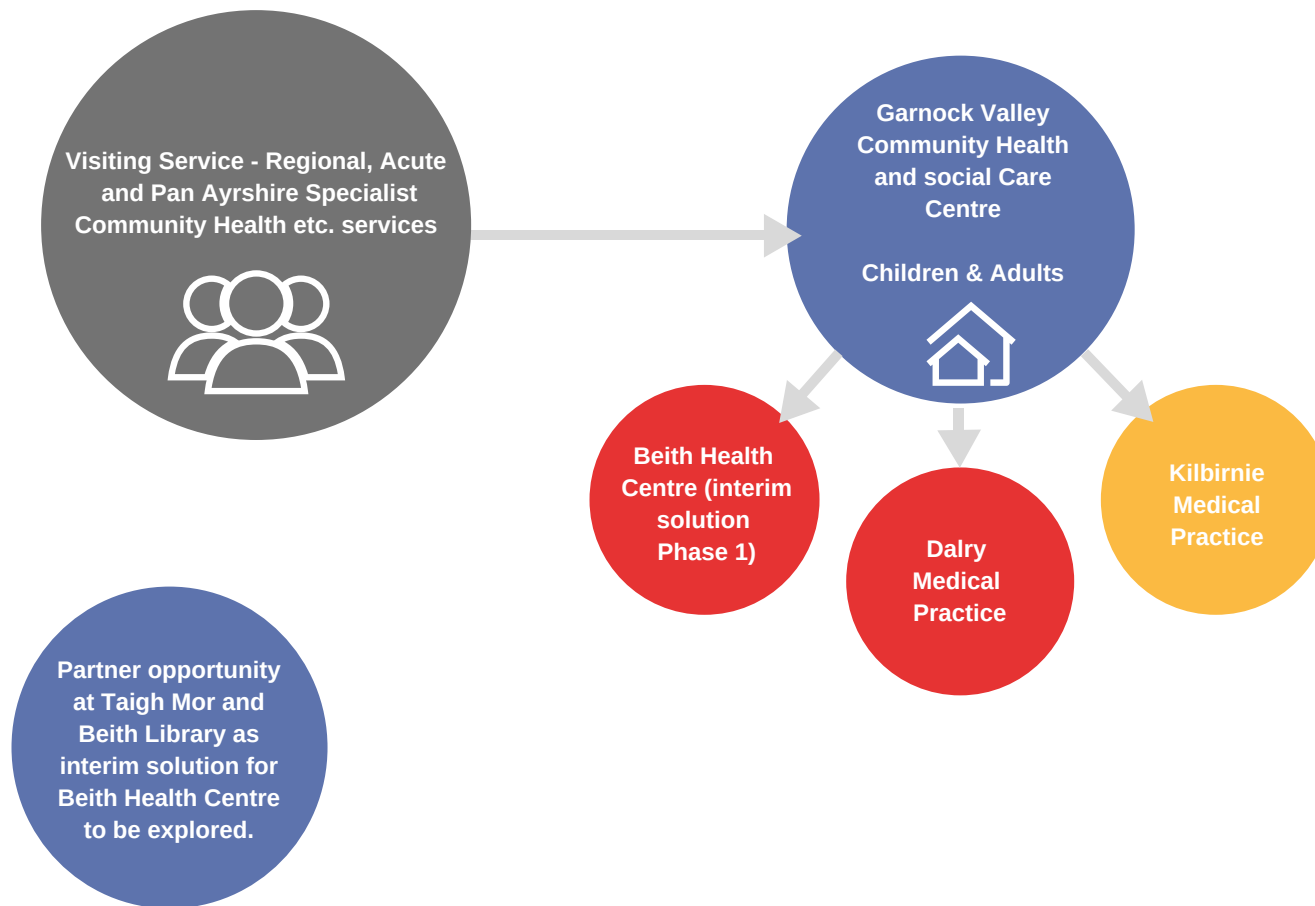 Visiting Service - Regional, Acute
and Pan Ayrshire Specialist
Community Health etc. services
Garnock Valley
Community Health
and social Care
Centre
Children & Adults
Beith Health
Centre (interim
solution
Phase 1)
Dalry
Medical
Practice
Kilbirnie
Medical
Practice
Partner opportunity
at Taigh Mor and
Beith Library as
interim solution for
Beith Health Centre
to be explored.